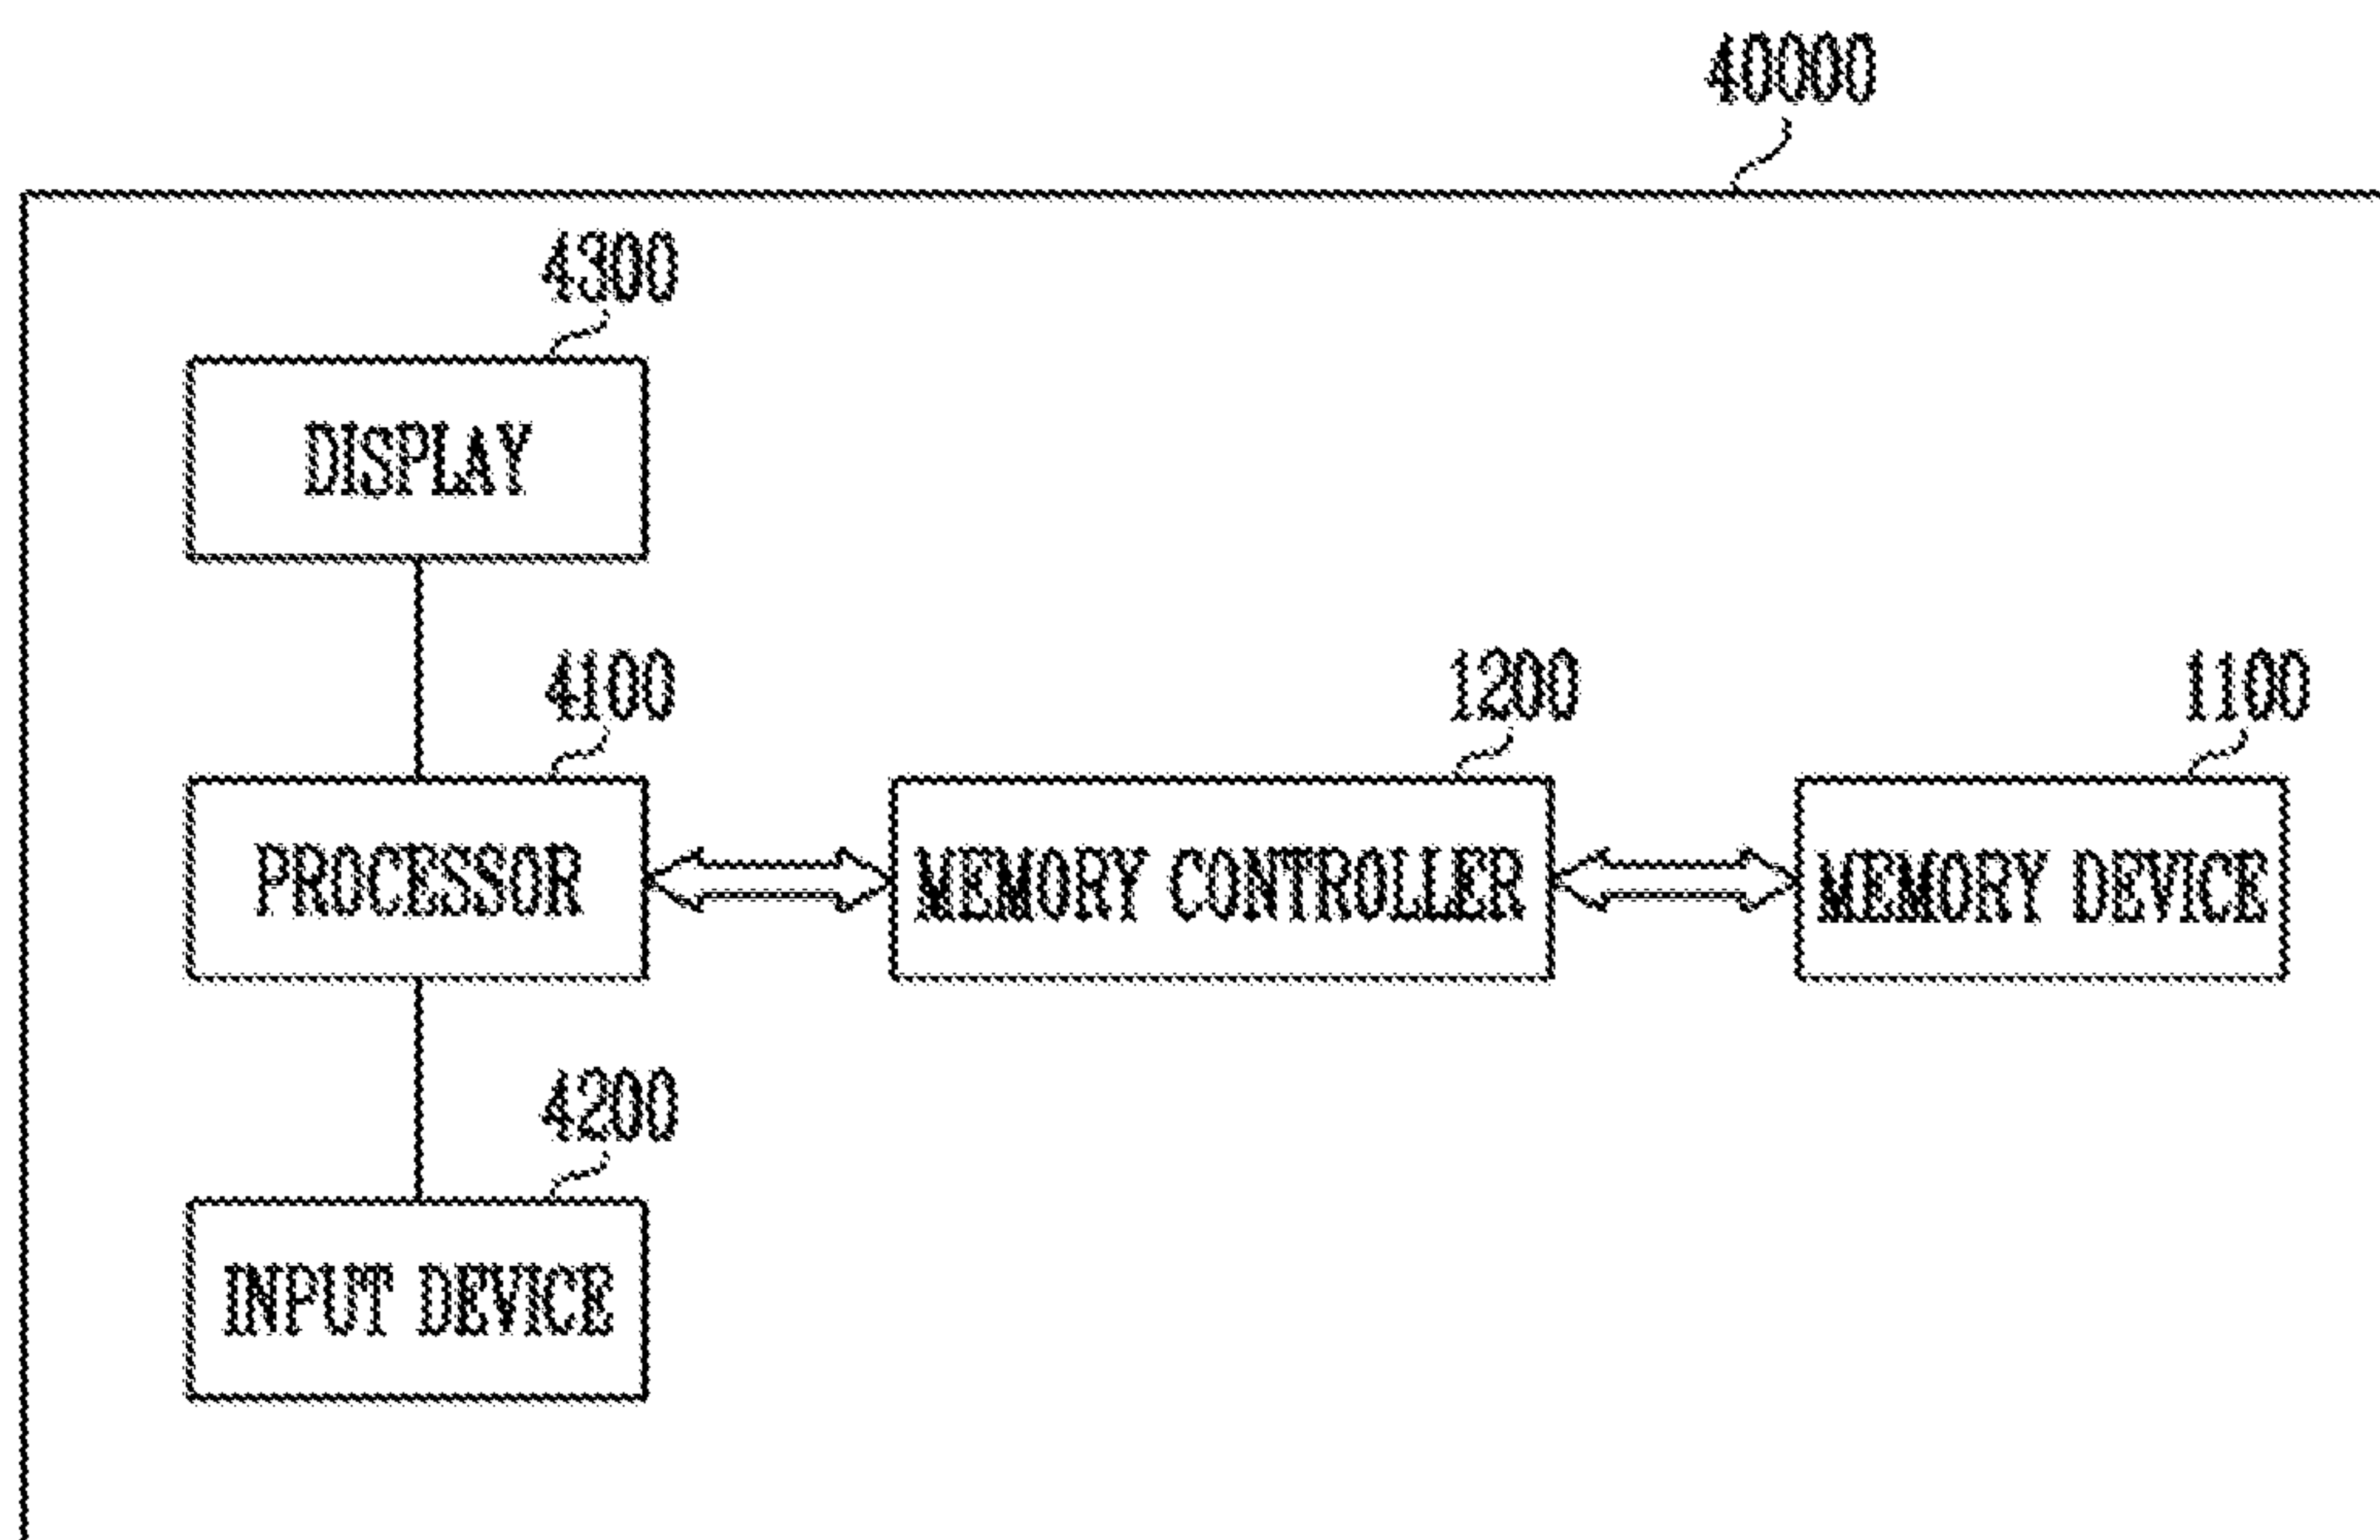 40000
4300
DISPLAY
4100
1200
1100
PROCESSOR
MEMORY CONTROLLER
MEMORY DEVICE
4200
INPUT DEVICE